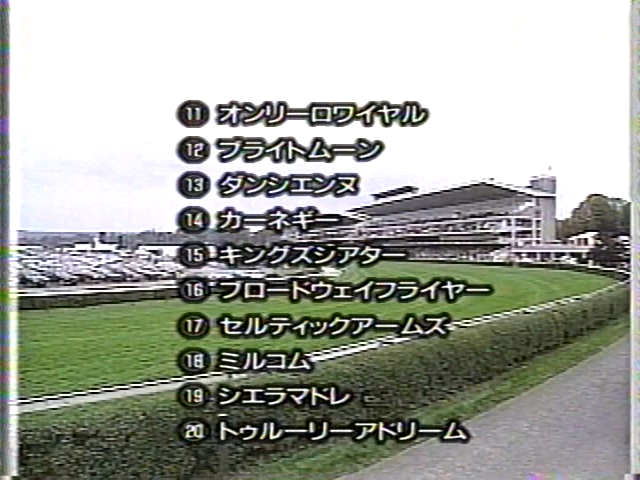 ⑪ オンリーロワイヤル
⑫ ブライトムーン
⑬ ダンシエンヌ
⑭ カーネギー
⑮ キングズシアター
⑯ ブロードウェイフライヤー
⑰ セルティックアームズ
⑱ ミルコム
⑲ シエラマドレ
⑳ トゥルーリーアドリーム